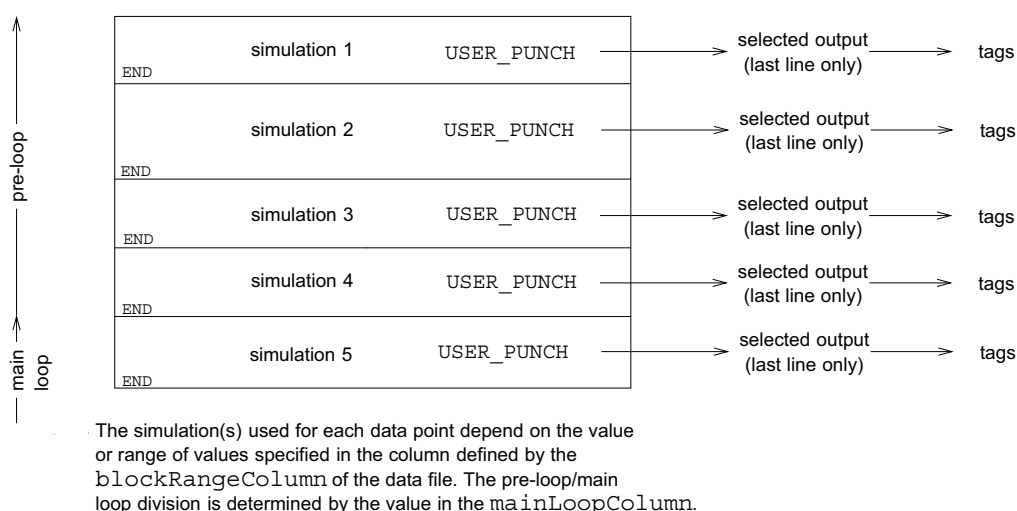 simulation 1 USER_PUNCH selected output tags
(last line only)
END
simulation 2 USER_PUNCH selected output tags
(last line only)
END
simulation 3 USER_PUNCH selected output tags
(last line only)
END
simulation 4 USER_PUNCH selected output tags
(last line only)
END
simulation 5 USER_PUNCH selected output tags
(last line only)
END
pre-loop
main
loop
The simulation(s) used for each data point depend on the value
or range of values specified in the column defined by the
blockRangeColumn of the data file. The pre-loop/main
loop division is determined by the value in the mainLoopColumn.